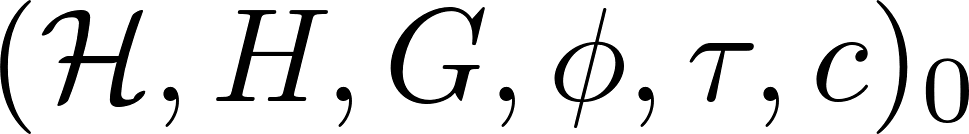 (ℋ, H, G, ϕ, τ, c)₀